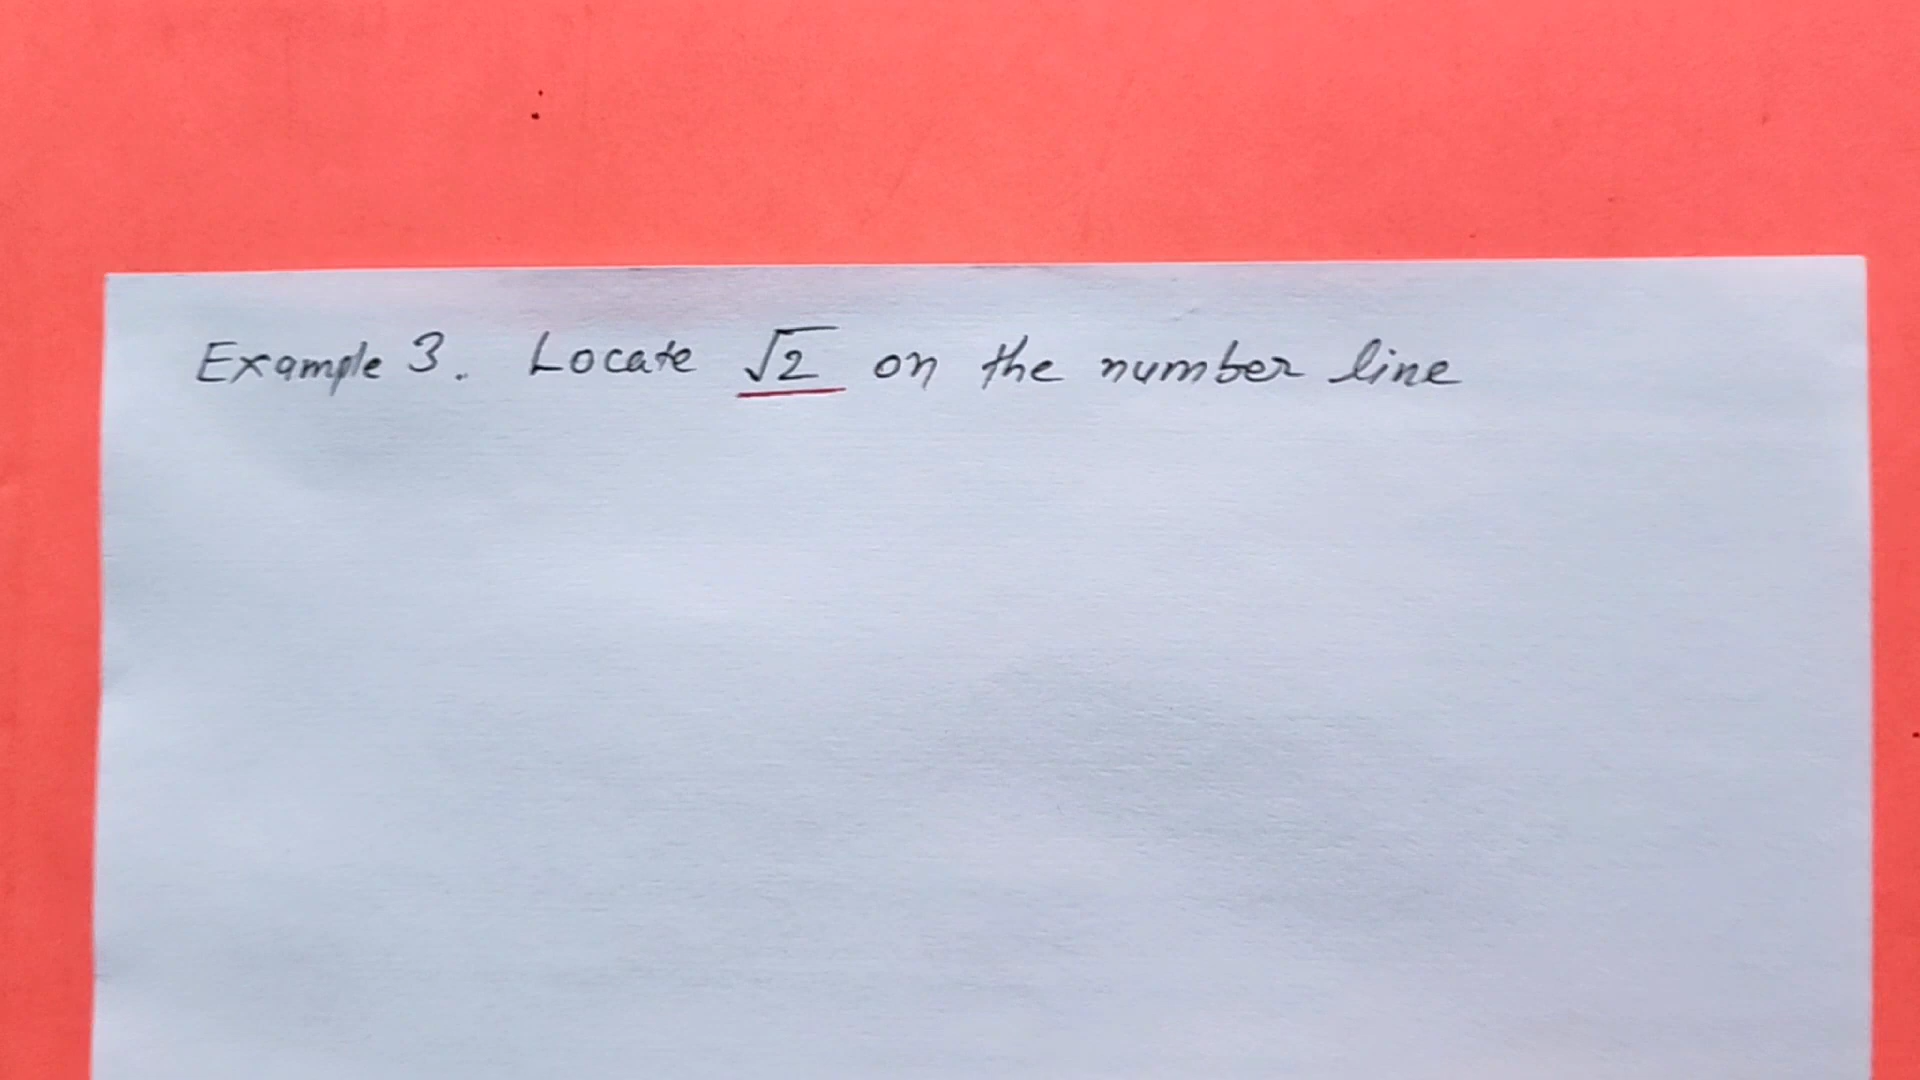 Example 3. Locate √2 on the number line